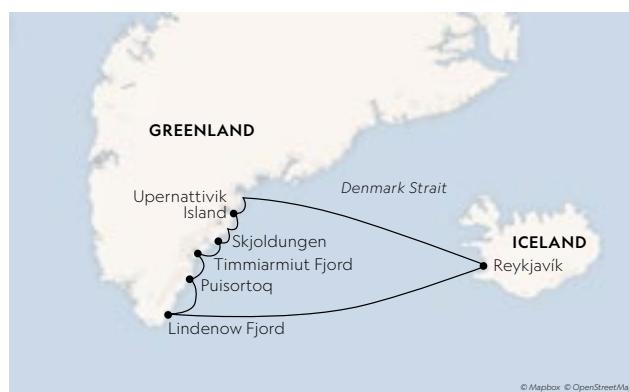 GREENLAND
Upernattivik
Island
Denmark Strait
Skjoldungen
Timmiarmiut Fjord
Puisortoq
Lindenow Fjord
ICELAND
Reykjavík
© Mapbox © OpenStreetMa